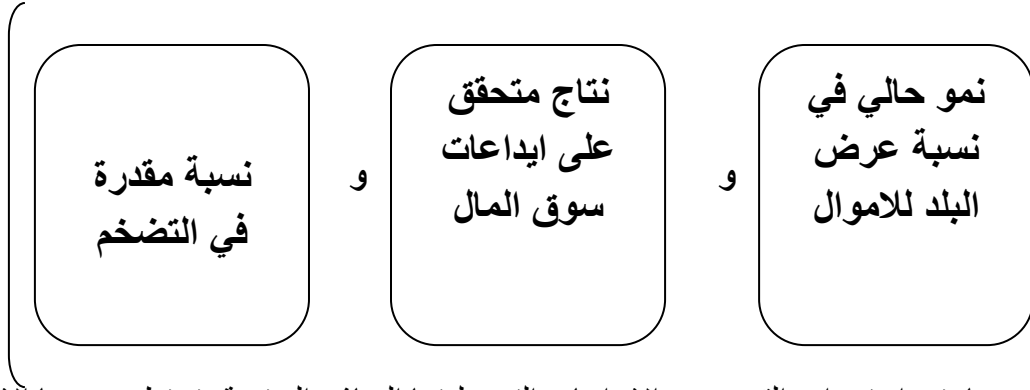 نمو حالي في
نسبة عرض
البلد للاموال
و
نتاج متحقق
على ايداعات
سوق المال
و
نسبة مقدرة
في التضخم